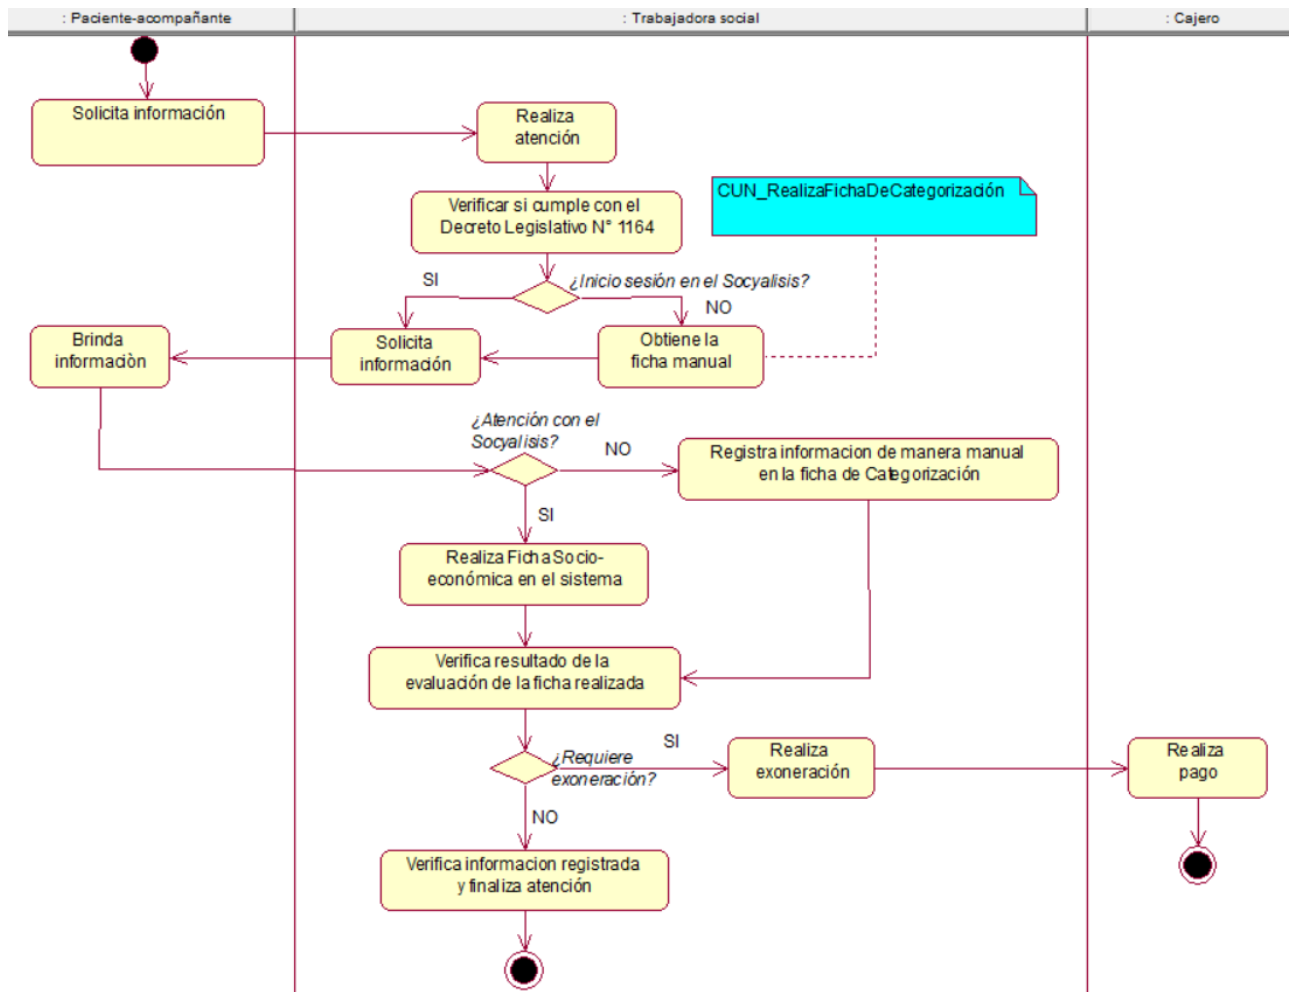 : Paciente-acompañante
: Trabajadora social
: Cajero
Solicita información
Realiza
atención
Verificar si cumple con el
Decreto Legislativo N° 1164
CUN_RealizaFichaDeCategorización
¿Inicio sesión en el Socyalisis?
SI
NO
Brinda
informaciòn
Solicita
información
Obtiene la
ficha manual
¿Atención con el
Socyalisis?
NO
Registra informacion de manera manual
en la ficha de Categorización
SI
Realiza Ficha Socio-
económica en el sistema
Verifica resultado de la
evaluación de la ficha realizada
¿Requiere
exoneración?
SI
Realiza
exoneración
Realiza
pago
NO
Verifica informacion registrada
y finaliza atención